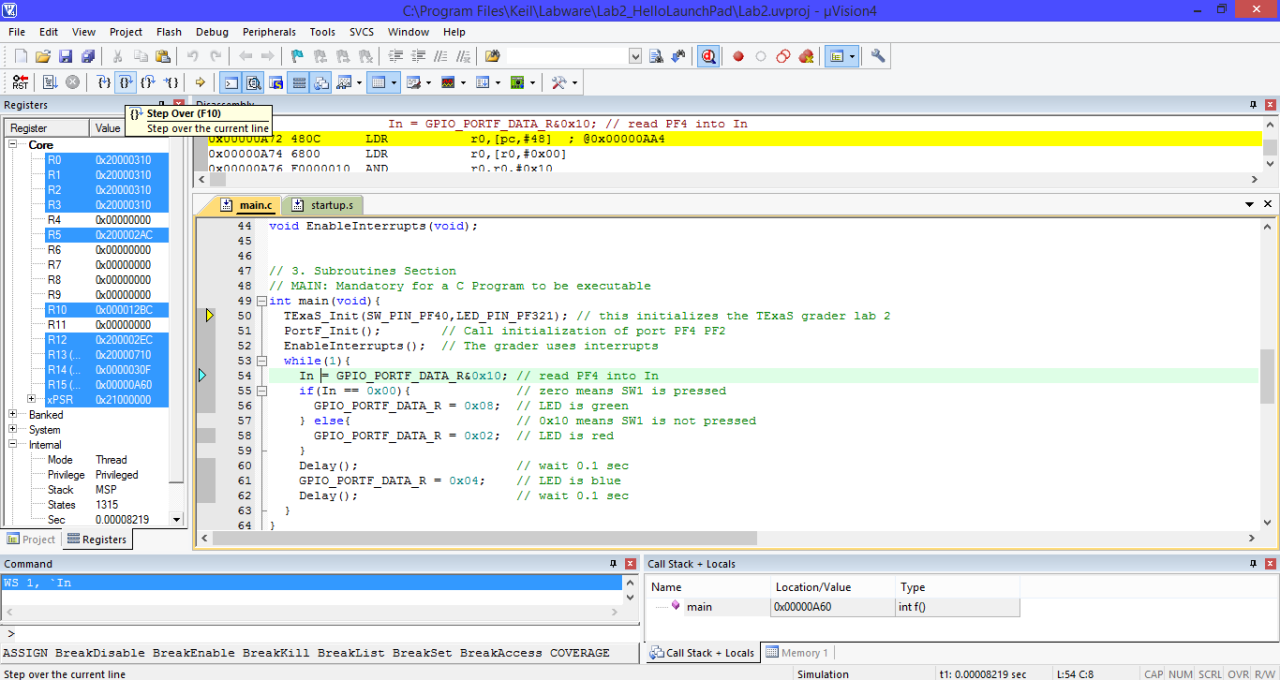 C:\Program Files\Keil\Labware\Lab2_HelloLaunchPad\Lab2.uvproj - µVision4
File Edit View Project Flash Debug Peripherals Tools SVCS Window Help
Registers
Disassembly
Step Over (F10)
Step over the current line
Register Value
Core
R0 0x20000310
R1 0x20000310
R2 0x20000310
R3 0x20000310
R4 0x00000000
R5 0x200002AC
R6 0x00000000
R7 0x00000000
R8 0x00000000
R9 0x00000000
R10 0x000012BC
R11 0x00000000
R12 0x200002EC
R13 (... 0x20000710
R14 (... 0x0000030F
R15 (... 0x00000A60
xPSR 0x21000000
Banked
System
Internal
Mode Thread
Privilege Privileged
Stack MSP
States 1315
Sec 0.00008219
Project Registers
In = GPIO_PORTF_DATA_R&0x10; // read PF4 into In
0x00000A72 480C LDR r0,[pc,#48] ; @0x00000AA4
0x00000A74 6800 LDR r0,[r0,#0x00]
0x00000A76 F0000010 AND r0,r0,#0x10
main.c startup.s
44 void EnableInterrupts(void);
45
46
47 // 3. Subroutines Section
48 // MAIN: Mandatory for a C Program to be executable
49 int main(void){
50 TExaS_Init(SW_PIN_PF40,LED_PIN_PF321); // this initializes the TExaS grader lab 2
51 PortF_Init(); // Call initialization of port PF4 PF2
52 EnableInterrupts(); // The grader uses interrupts
53 while(1){
54 In = GPIO_PORTF_DATA_R&0x10; // read PF4 into In
55 if(In == 0x00){ // zero means SW1 is pressed
56 GPIO_PORTF_DATA_R = 0x08; // LED is green
57 } else{ // 0x10 means SW1 is not pressed
58 GPIO_PORTF_DATA_R = 0x02; // LED is red
59 }
60 Delay(); // wait 0.1 sec
61 GPIO_PORTF_DATA_R = 0x04; // LED is blue
62 Delay(); // wait 0.1 sec
63 }
64 }
Command
WS 1, `In
>
ASSIGN BreakDisable BreakEnable BreakKill BreakList BreakSet BreakAccess COVERAGE
Call Stack + Locals
Name Location/Value Type
main 0x00000A60 int f()
Call Stack + Locals Memory 1
Step over the current line Simulation t1: 0.00008219 sec L:54 C:8 CAP NUM SCRL OVR R/W